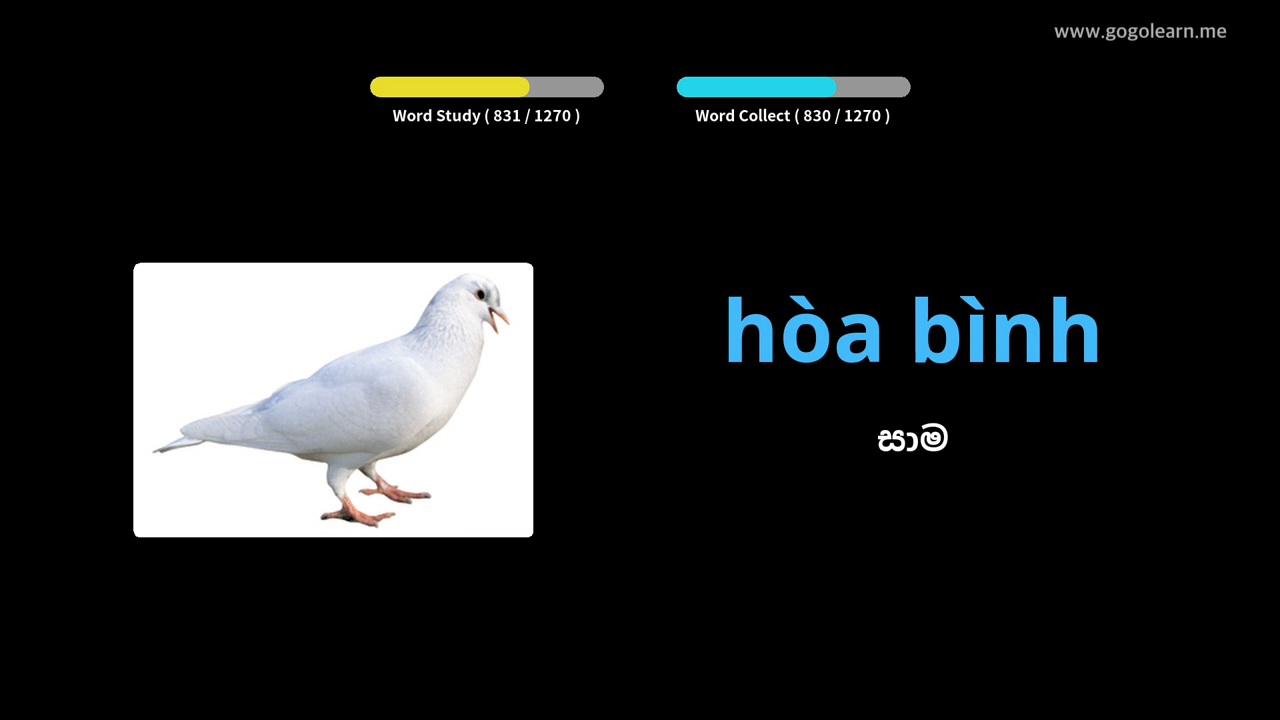 www.gogolearn.me
Word Study ( 831 / 1270 )
Word Collect ( 830 / 1270 )
hòa bình
සාම